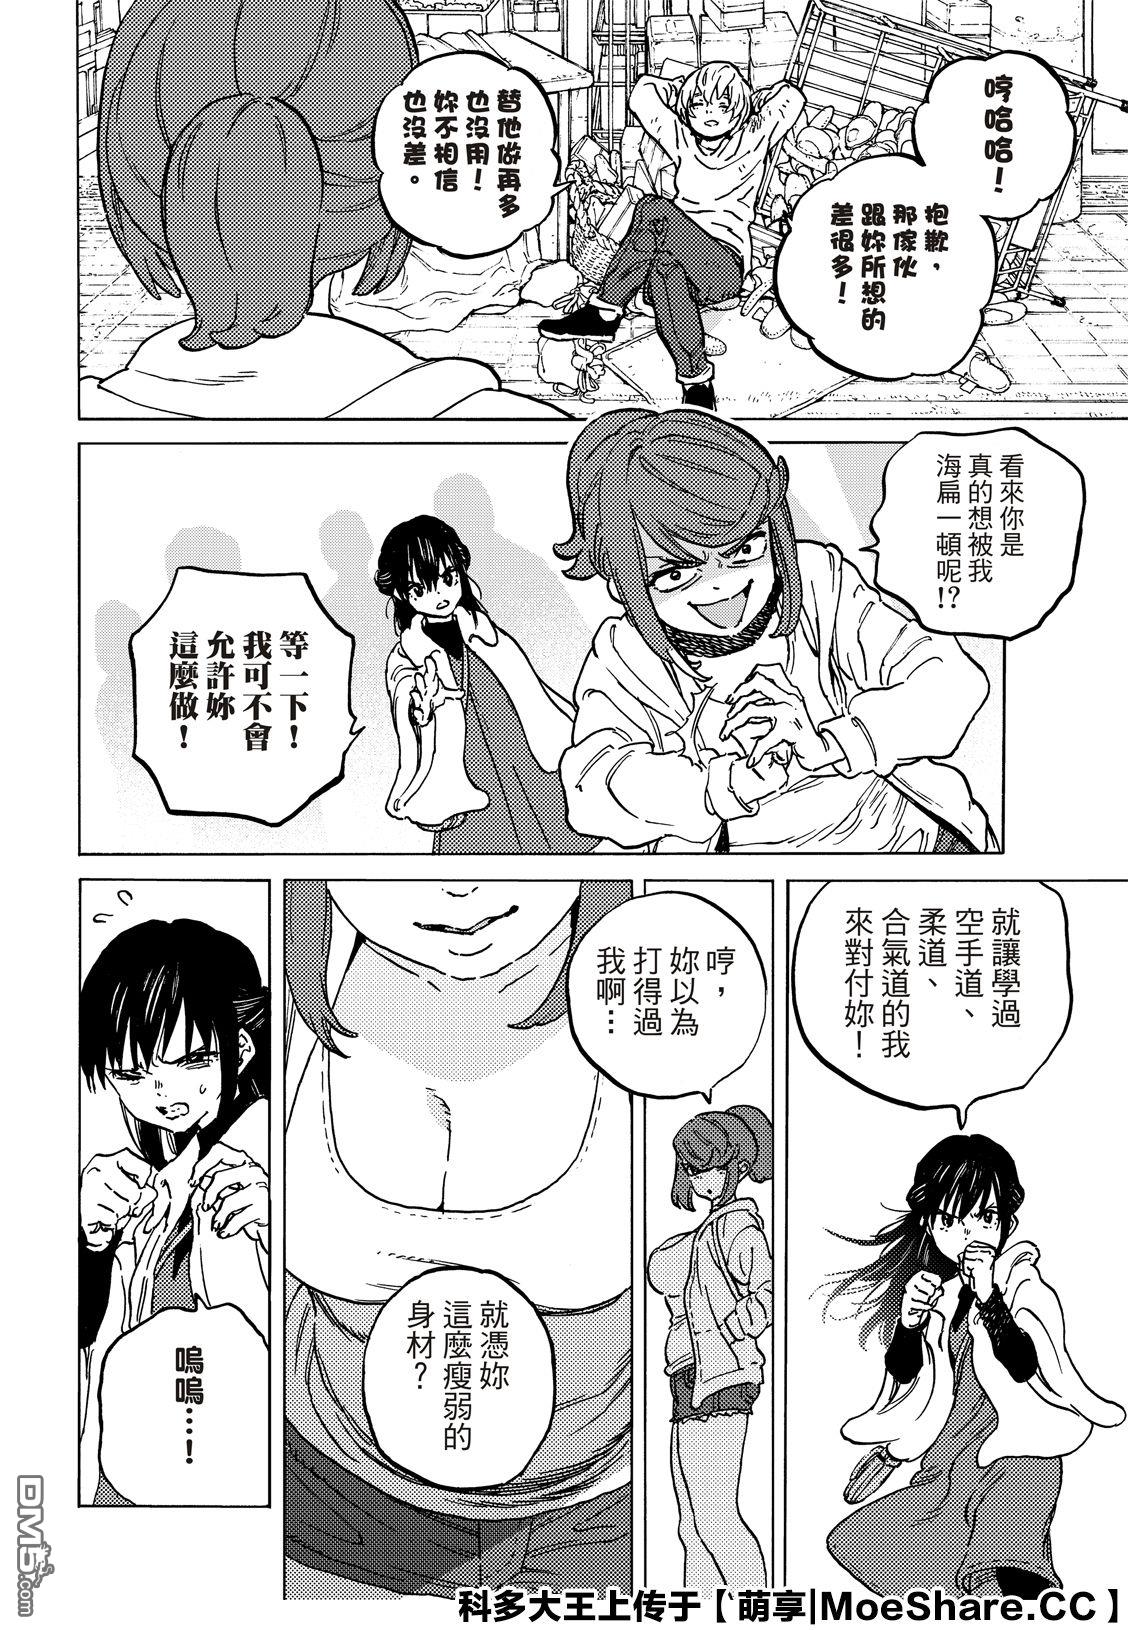 哼哈哈！
抱歉，
那傢伙
跟妳所想的
差很多！
替他做再多
也沒用！
妳不相信
也沒差。
看來你是
真的想被我
海扁一頓呢!?
等一下！
我可不會
允許妳
這麼做！
就讓學過
空手道、
柔道、
合氣道的我
來對付妳！
哼，
妳以為
打得過
我啊…
就憑妳
這麼瘦弱的
身材？
嗚嗚…！
DM5.com
科多大王上传于【萌享|MoeShare.CC】